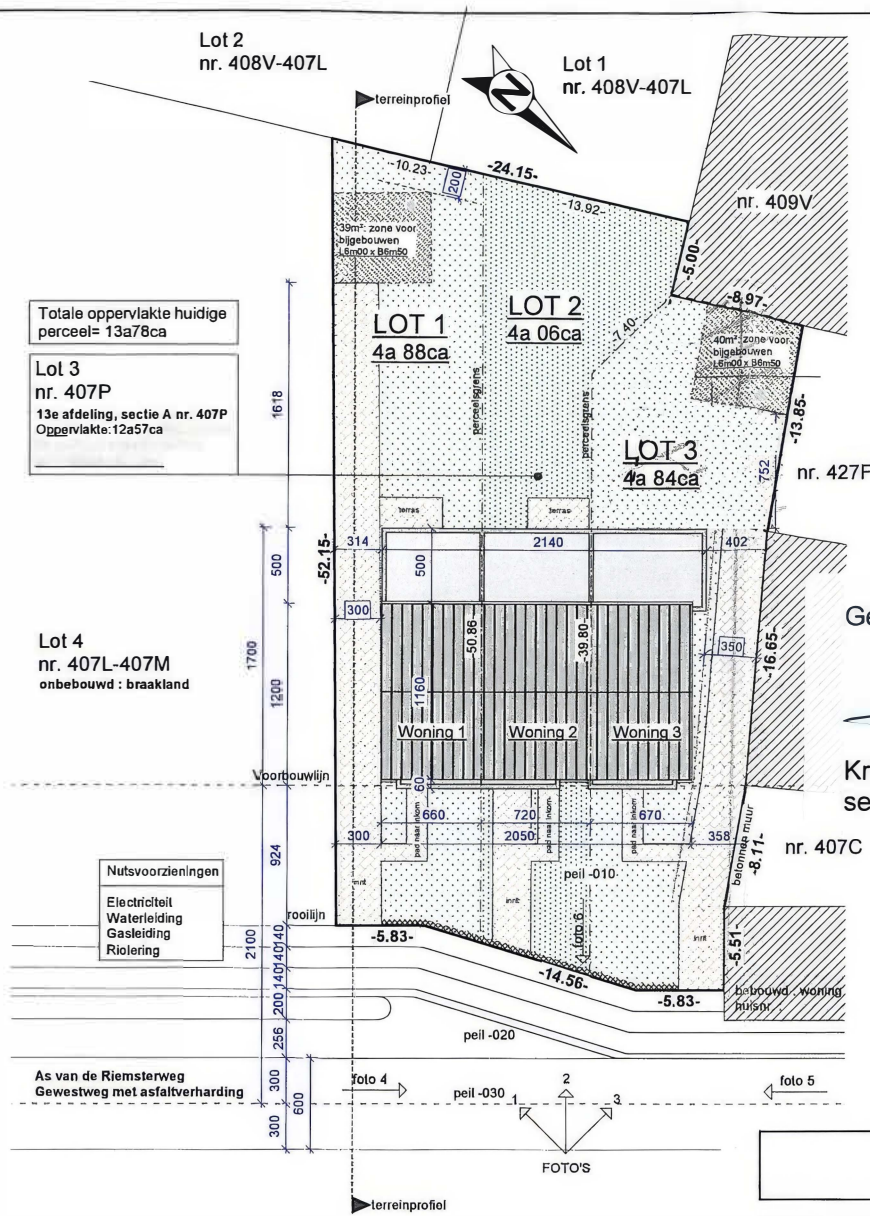 Lot 2
nr. 408V-407L
Lot 1
nr. 408V-407L
terreinprofiel
N
-10.23-
-24.15-
200
-13.92-
nr. 409V
39m²: zone voor
bijgebouwen
L6m00 x B6m50
-5.00-
-8.97-
Totale oppervlakte huidige
perceel= 13a78ca
LOT 1
4a 88ca
LOT 2
4a 06ca
-7.40-
40m²: zone voor
bijgebouwen
L6m00 x B6m50
Lot 3
nr. 407P
13e afdeling, sectie A nr. 407P
Oppervlakte:12a57ca
1618
perceelsgrens
perceelsgrens
-13.85-
LOT 3
4a 84ca
752
nr. 427F
terras
terras
314
2140
402
500
500
-52.15-
300
-50.86-
-39.80-
350
-16.65-
Ge
Lot 4
nr. 407L-407M
onbebouwd : braakland
1700
1200
1160
Woning 1
Woning 2
Woning 3
Kr
se
Voorbouwlijn
60
pad naar inkom
pad naar inkom
pad naar inkom
660
720
670
300
2050
358
betonnen muur
-8.11-
nr. 407C
924
peil -010
Nutsvoorzieningen
Electriciteit
Waterleiding
Gasleiding
Riolering
inrit
inrit
inrit
rooilijn
foto 6
-5.83-
-14.56-
-5.83-
-5.51-
2100
140
140
140
200
256
bebouwd : woning
huisnr
peil -020
As van de Riemsterweg
Gewestweg met asfaltverharding
300
300
600
foto 4
peil -030
1
2
3
foto 5
FOTO'S
terreinprofiel